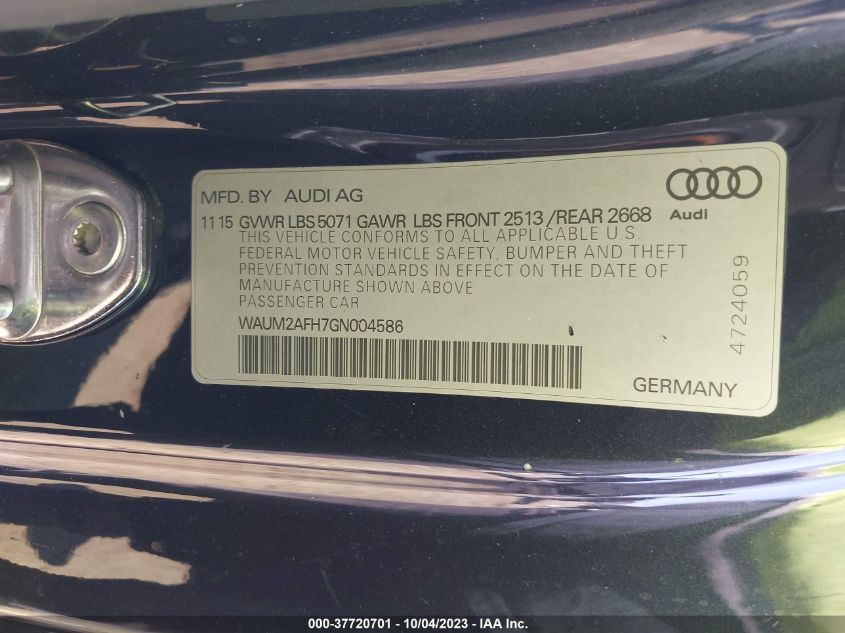 MFD. BY AUDI AG
11 15 GVWR LBS 5071 GAWR LBS FRONT 2513 /REAR 2668
THIS VEHICLE CONFORMS TO ALL APPLICABLE U.S.
FEDERAL MOTOR VEHICLE SAFETY, BUMPER AND THEFT
PREVENTION STANDARDS IN EFFECT ON THE DATE OF
MANUFACTURE SHOWN ABOVE
PASSENGER CAR
WAUM2AFH7GN004586
Audi
4724059
GERMANY
000-37720701 - 10/04/2023 - © Copyright 2023, IAA Inc.